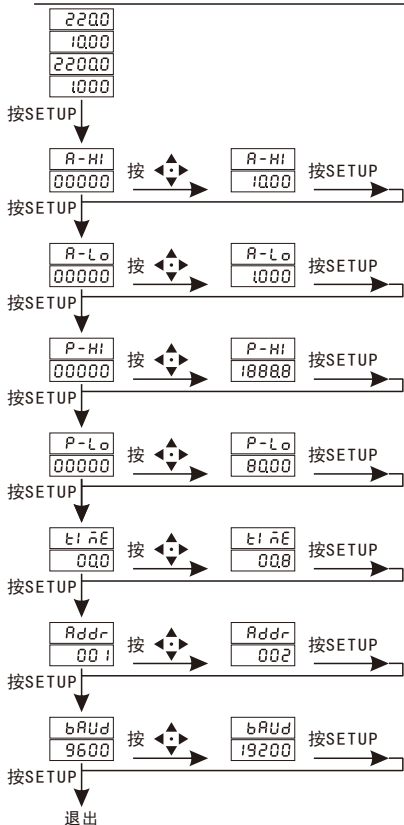 220.0
10.00
2200.0
1.000
按SETUP
A-HI 按 A-HI 按SETUP
00000 10.00
按SETUP
A-Lo 按 A-Lo 按SETUP
00000 1.000
按SETUP
P-HI 按 P-HI 按SETUP
00000 1888.8
按SETUP
P-Lo 按 P-Lo 按SETUP
00000 80.00
按SETUP
tImE 按 tImE 按SETUP
00.0 00.8
按SETUP
Addr 按 Addr 按SETUP
001 002
按SETUP
bAUd 按 bAUd 按SETUP
9600 19200
按SETUP
退出